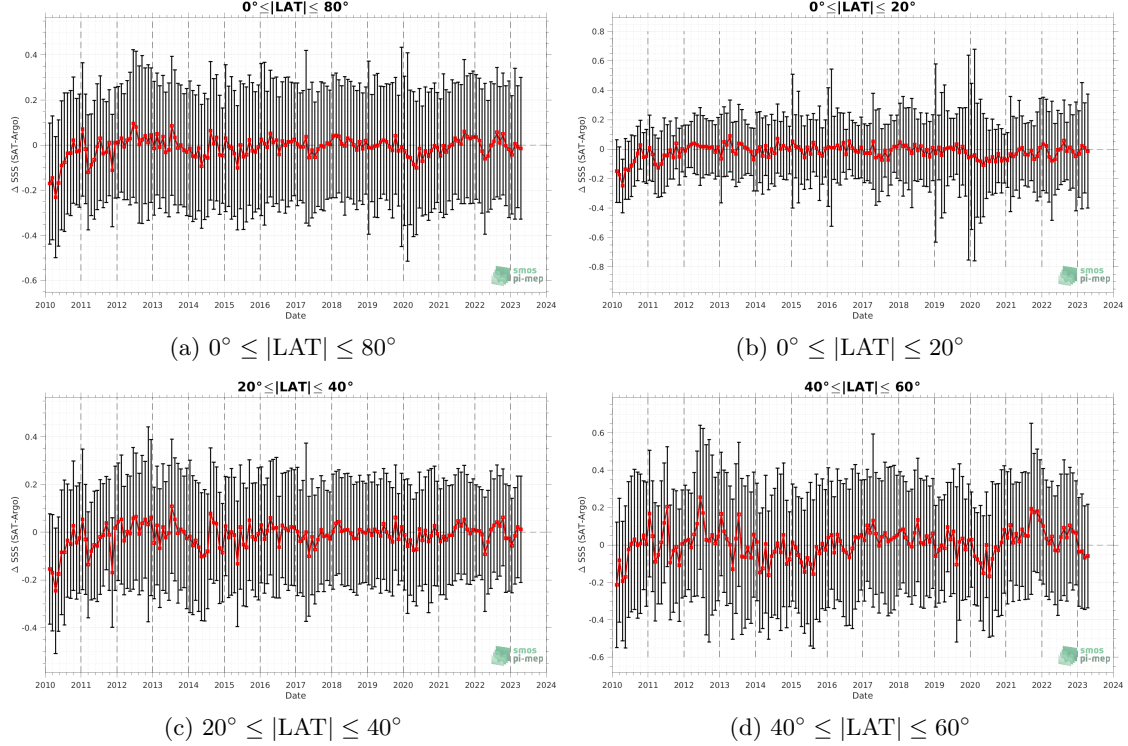 0°≤|LAT|≤ 80°
Δ SSS (SAT-Argo)
0.4
0.2
0
-0.2
-0.4
-0.6
2010 2011 2012 2013 2014 2015 2016 2017 2018 2019 2020 2021 2022 2023 2024
Date
smos
pi-mep
(a) 0° ≤ |LAT| ≤ 80°
0°≤|LAT|≤ 20°
Δ SSS (SAT-Argo)
0.8
0.6
0.4
0.2
0
-0.2
-0.4
-0.6
-0.8
2010 2011 2012 2013 2014 2015 2016 2017 2018 2019 2020 2021 2022 2023 2024
Date
smos
pi-mep
(b) 0° ≤ |LAT| ≤ 20°
20°≤|LAT|≤ 40°
Δ SSS (SAT-Argo)
0.4
0.2
0
-0.2
-0.4
2010 2011 2012 2013 2014 2015 2016 2017 2018 2019 2020 2021 2022 2023 2024
Date
smos
pi-mep
(c) 20° ≤ |LAT| ≤ 40°
40°≤|LAT|≤ 60°
Δ SSS (SAT-Argo)
0.6
0.4
0.2
0
-0.2
-0.4
-0.6
2010 2011 2012 2013 2014 2015 2016 2017 2018 2019 2020 2021 2022 2023 2024
Date
smos
pi-mep
(d) 40° ≤ |LAT| ≤ 60°